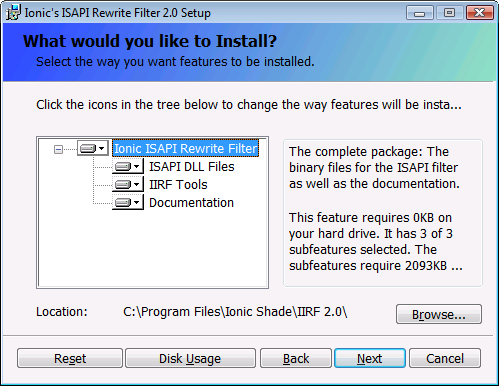 Ionic's ISAPI Rewrite Filter 2.0 Setup
What would you like to Install?
Select the way you want features to be installed.
Click the icons in the tree below to change the way features will be insta...
Ionic ISAPI Rewrite Filter
ISAPI DLL Files
IIRF Tools
Documentation
The complete package: The
binary files for the ISAPI filter
as well as the documentation.
This feature requires 0KB on
your hard drive. It has 3 of 3
subfeatures selected. The
subfeatures require 2093KB ...
Location: C:\Program Files\Ionic Shade\IIRF 2.0\
Browse...
Reset Disk Usage Back Next Cancel